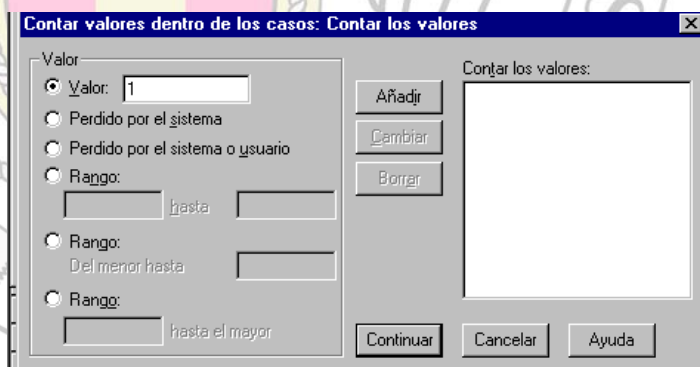 Contar valores dentro de los casos: Contar los valores
Valor
Valor: 1
Perdido por el sistema
Perdido por el sistema o usuario
Rango:
hasta
Rango:
Del menor hasta
Rango:
hasta el mayor
Añadir
Cambiar
Borrar
Contar los valores:
Continuar
Cancelar
Ayuda